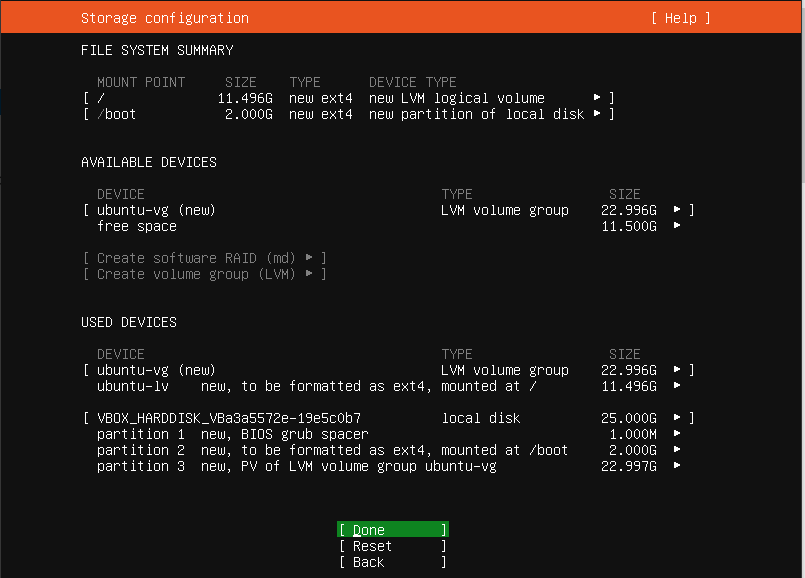 Storage configuration [ Help ]
FILE SYSTEM SUMMARY
MOUNT POINT SIZE TYPE DEVICE TYPE
[ / 11.496G new ext4 new LVM logical volume ▸ ]
[ /boot 2.000G new ext4 new partition of local disk ▸ ]
AVAILABLE DEVICES
DEVICE TYPE SIZE
[ ubuntu-vg (new) LVM volume group 22.996G ▸ ]
free space 11.500G ▸
[ Create software RAID (md) ▸ ]
[ Create volume group (LVM) ▸ ]
USED DEVICES
DEVICE TYPE SIZE
[ ubuntu-vg (new) LVM volume group 22.996G ▸ ]
ubuntu-lv new, to be formatted as ext4, mounted at / 11.496G ▸
[ VBOX_HARDDISK_VBa3a5572e-19e5c0b7 local disk 25.000G ▸ ]
partition 1 new, BIOS grub spacer 1.000M ▸
partition 2 new, to be formatted as ext4, mounted at /boot 2.000G ▸
partition 3 new, PV of LVM volume group ubuntu-vg 22.997G ▸
[ Done ]
[ Reset ]
[ Back ]